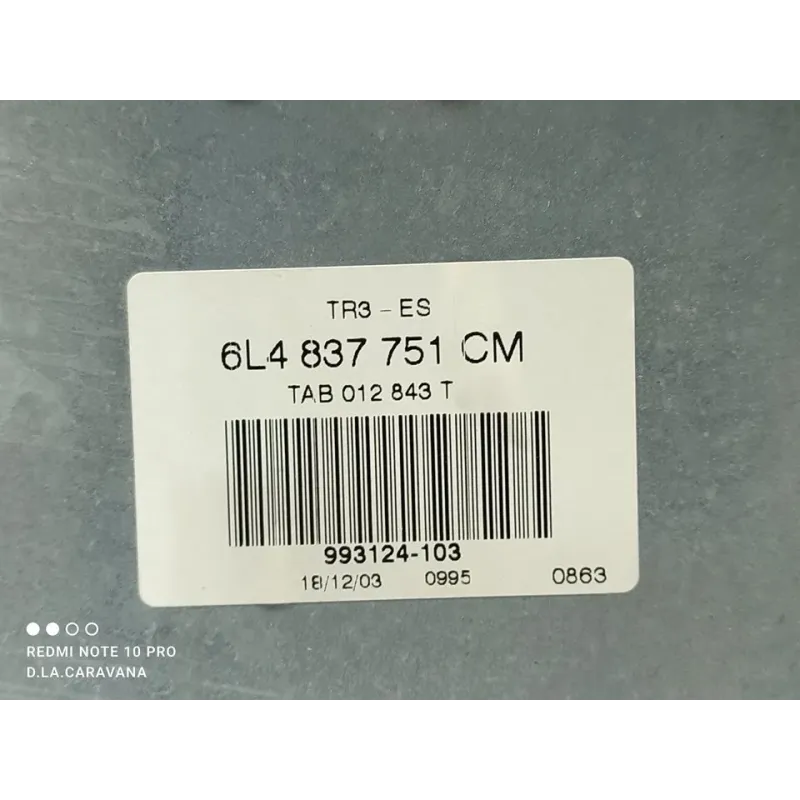 TR3 - ES
6L4 837 751 CM
TAB 012 843 T
993124-103
18/12/03 0995 0863
REDMI NOTE 10 PRO
D.LA.CARAVANA